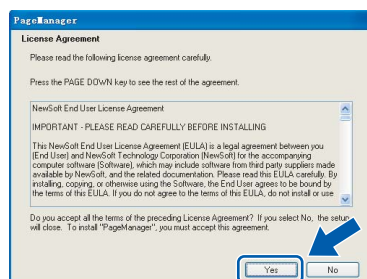 PageManager
License Agreement
Please read the following license agreement carefully.
Press the PAGE DOWN key to see the rest of the agreement.
NewSoft End User License Agreement
IMPORTANT - PLEASE READ CAREFULLY BEFORE INSTALLING
This NewSoft End User License Agreement (EULA) is a legal agreement between you
(End User) and NewSoft Technology Corporation (NewSoft) for the accompanying
computer software (Software), which may include software from third party suppliers made
available by NewSoft, and the related documentation. Please read this EULA carefully. By
installing, copying, or otherwise using the Software, the End User agrees to be bound by
the terms of this EULA. If you do not agree to the terms of this EULA, do not install or use
Do you accept all the terms of the preceding License Agreement? If you select No, the setup
will close. To install "PageManager", you must accept this agreement.
Yes No